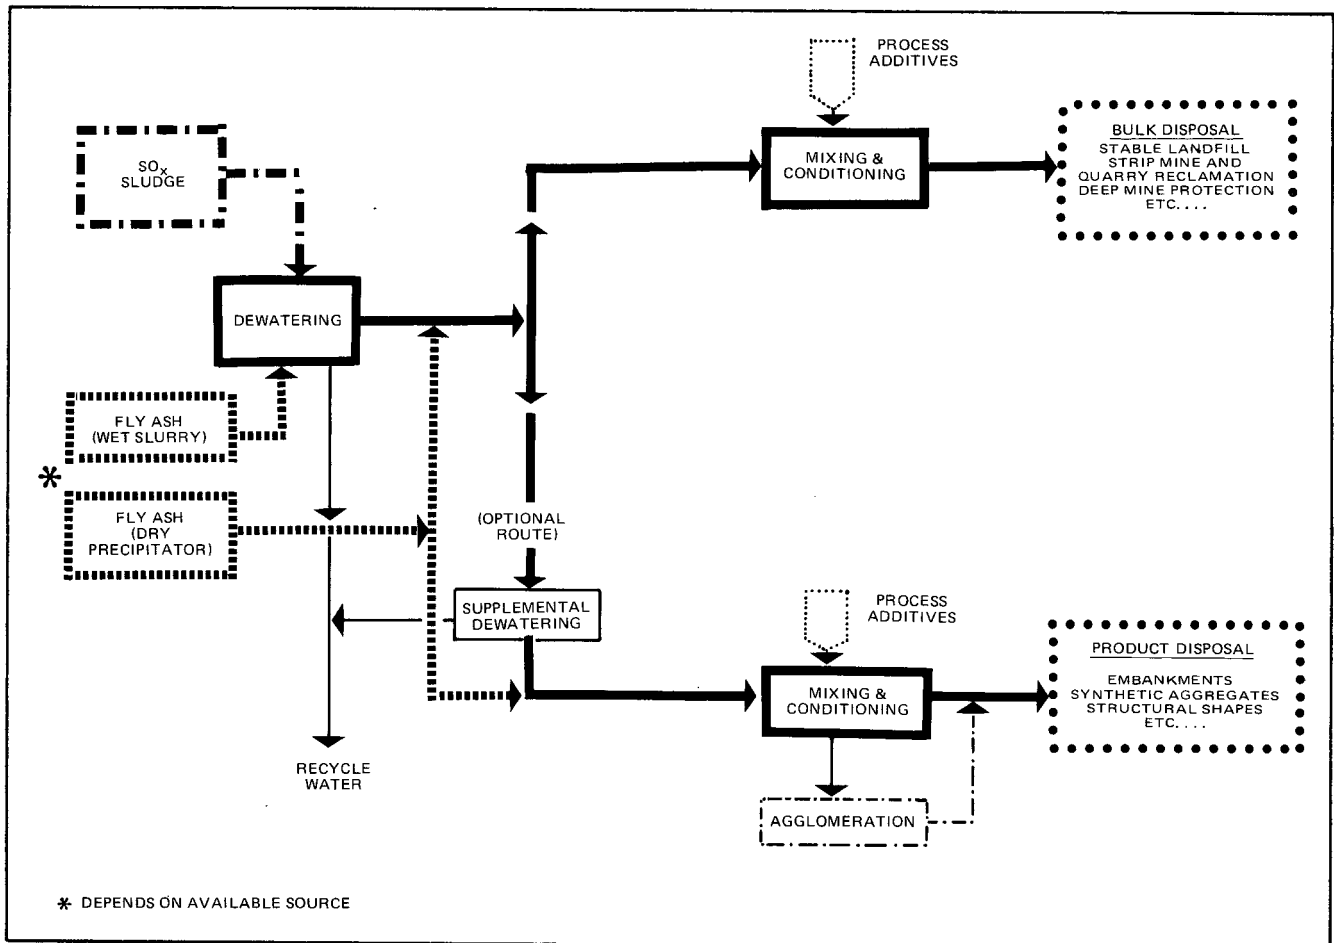 PROCESS
ADDITIVES
BULK DISPOSAL
STABLE LANDFILL
STRIP MINE AND
QUARRY RECLAMATION
DEEP MINE PROTECTION
ETC. . . .
MIXING &
CONDITIONING
SOx
SLUDGE
DEWATERING
FLY ASH
(WET SLURRY)
*
FLY ASH
(DRY
PRECIPITATOR)
(OPTIONAL
ROUTE)
SUPPLEMENTAL
DEWATERING
PROCESS
ADDITIVES
MIXING &
CONDITIONING
PRODUCT DISPOSAL
EMBANKMENTS
SYNTHETIC AGGREGATES
STRUCTURAL SHAPES
ETC. . . .
RECYCLE
WATER
AGGLOMERATION
* DEPENDS ON AVAILABLE SOURCE